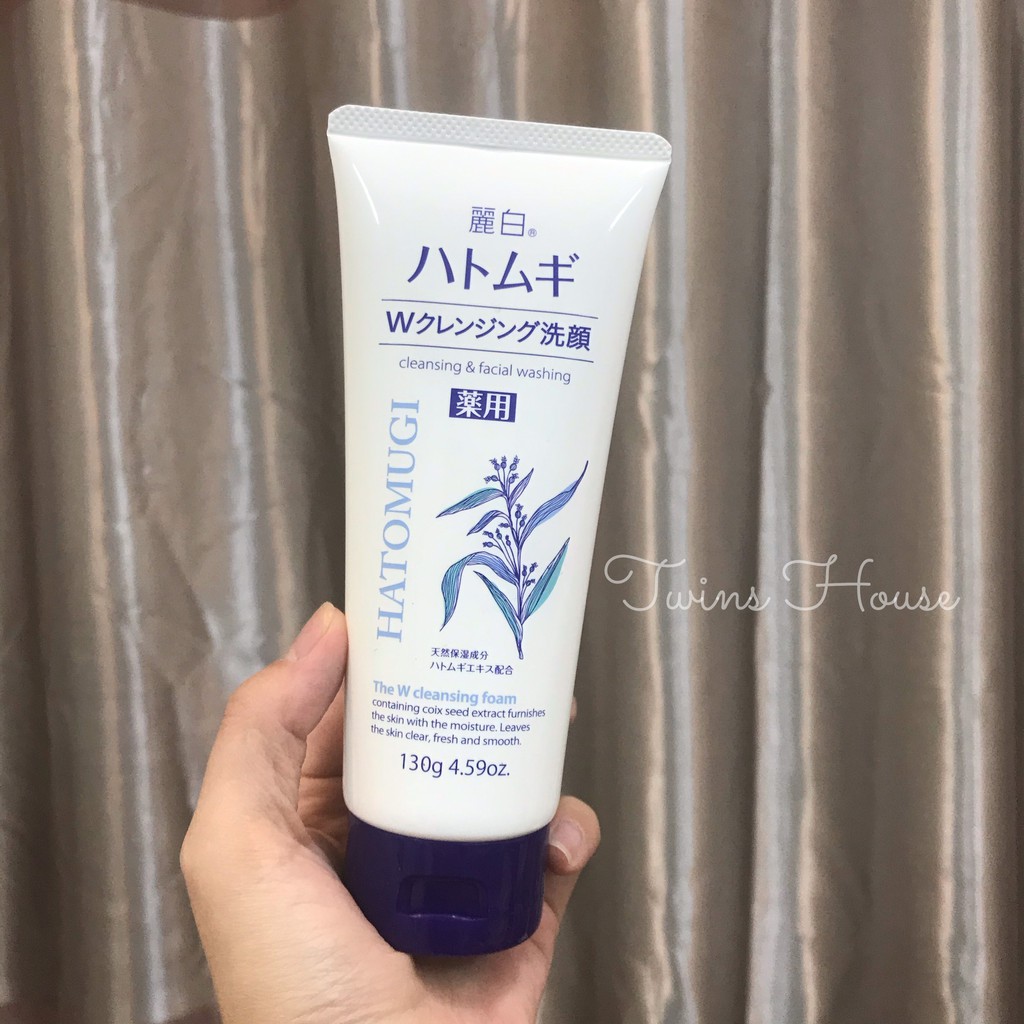 麗白®
ハトムギ
Wクレンジング洗顔
cleansing & facial washing
薬用
HATOMUGI
天然保湿成分
ハトムギエキス配合
The W cleansing foam
containing coix seed extract furnishes
the skin with the moisture. Leaves
the skin clear, fresh and smooth.
130g 4.59oz.
Twins House